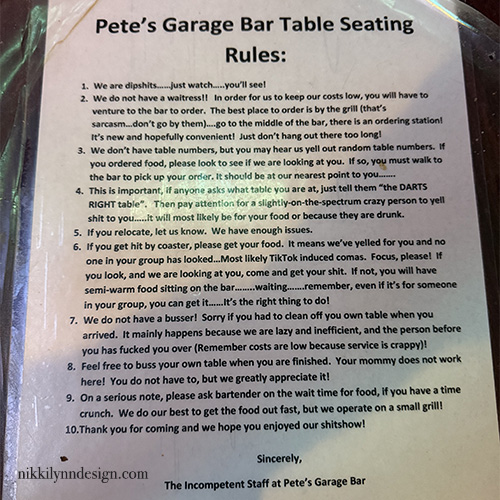 Pete's Garage Bar Table Seating
Rules:
1. We are dipshits......just watch.....you'll see!
2. We do not have a waitress!! In order for us to keep our costs low, you will have to
venture to the bar to order. The best place to order is by the grill (that's
sarcasm...don't go by them)....go to the middle of the bar, there is an ordering station!
It's new and hopefully convenient! Just don't hang out there too long!
3. We don't have table numbers, but you may hear us yell out random table numbers. If
you ordered food, please look to see if we are looking at you. If so, you must walk to
the bar to pick up your order. It should be at our nearest point to you.......
4. This is important, if anyone asks what table you are at, just tell them "the DARTS
RIGHT table". Then pay attention for a slightly-on-the-spectrum crazy person to yell
shit to you.....it will most likely be for your food or because they are drunk.
5. If you relocate, let us know. We have enough issues.
6. If you get hit by coaster, please get your food. It means we've yelled for you and no
one in your group has looked...Most likely TikTok induced comas. Focus, please! If
you look, and we are looking at you, come and get your shit. If not, you will have
semi-warm food sitting on the bar........waiting.......remember, even if it's for someone
in your group, you can get it......It's the right thing to do!
7. We do not have a busser! Sorry if you had to clean off you own table when you
arrived. It mainly happens because we are lazy and inefficient, and the person before
you has fucked you over (Remember costs are low because service is crappy)!
8. Feel free to buss your own table when you are finished. Your mommy does not work
here! You do not have to, but we greatly appreciate it!
9. On a serious note, please ask bartender on the wait time for food, if you have a time
crunch. We do our best to get the food out fast, but we operate on a small grill!
10.Thank you for coming and we hope you enjoyed our shitshow!
Sincerely,
The Incompetent Staff at Pete's Garage Bar
nikkilynndesign.com